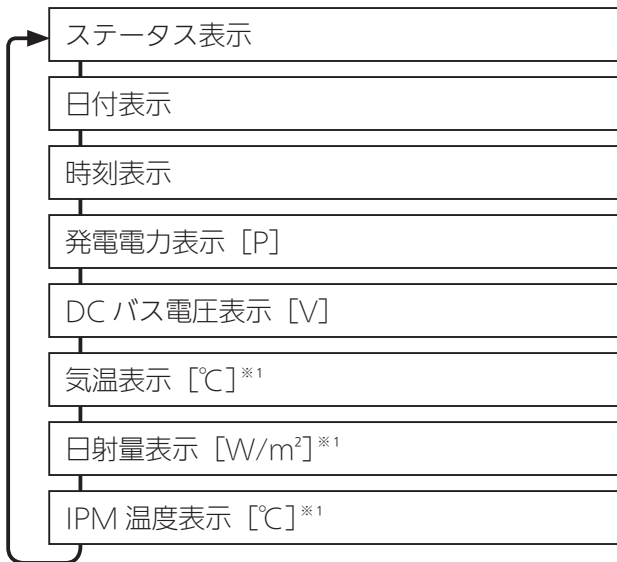 ステータス表示
日付表示
時刻表示
発電電力表示［P］
DC バス電圧表示［V］
気温表示［℃］※1
日射量表示［W/m²］※1
IPM 温度表示［℃］※1